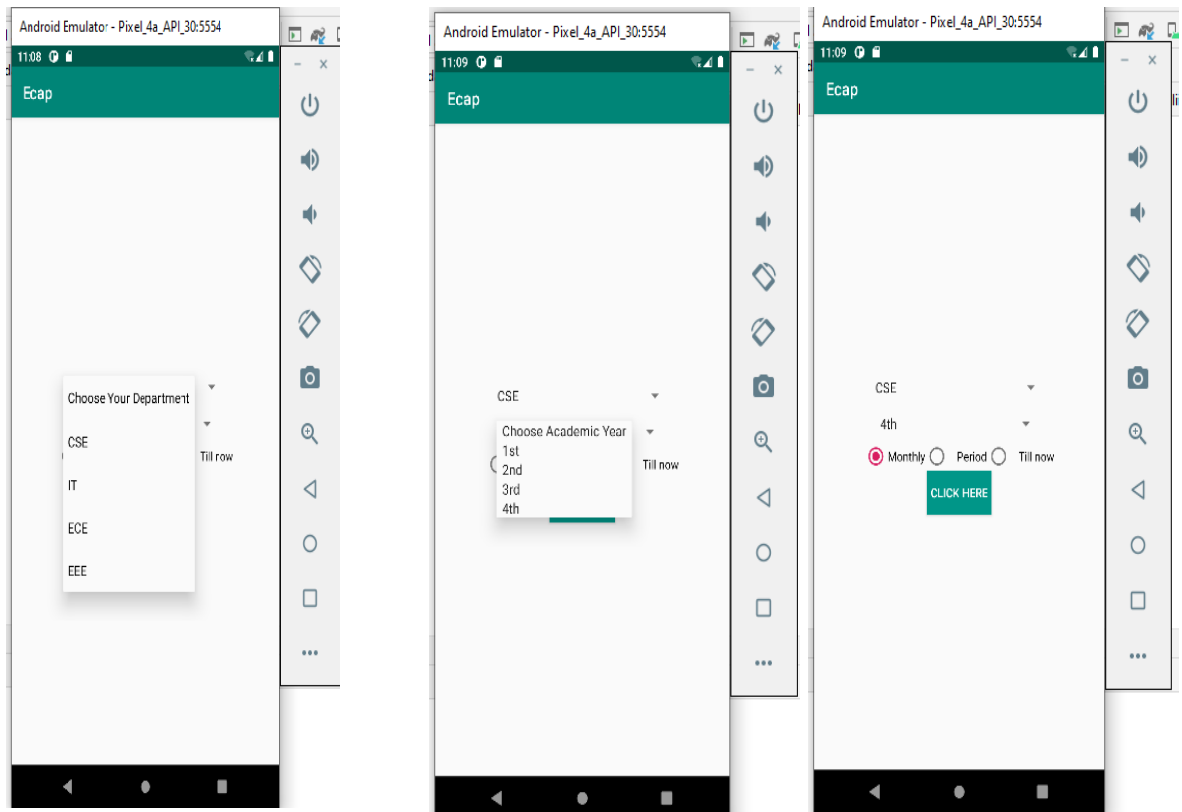 Android Emulator - Pixel_4a_API_30:5554
11:08
Ecap
Choose Your Department
CSE
IT
ECE
EEE
Till now
Android Emulator - Pixel_4a_API_30:5554
11:09
Ecap
CSE
Choose Academic Year
1st
2nd
3rd
4th
Till now
Android Emulator - Pixel_4a_API_30:5554
11:09
Ecap
CSE
4th
Monthly Period Till now
CLICK HERE